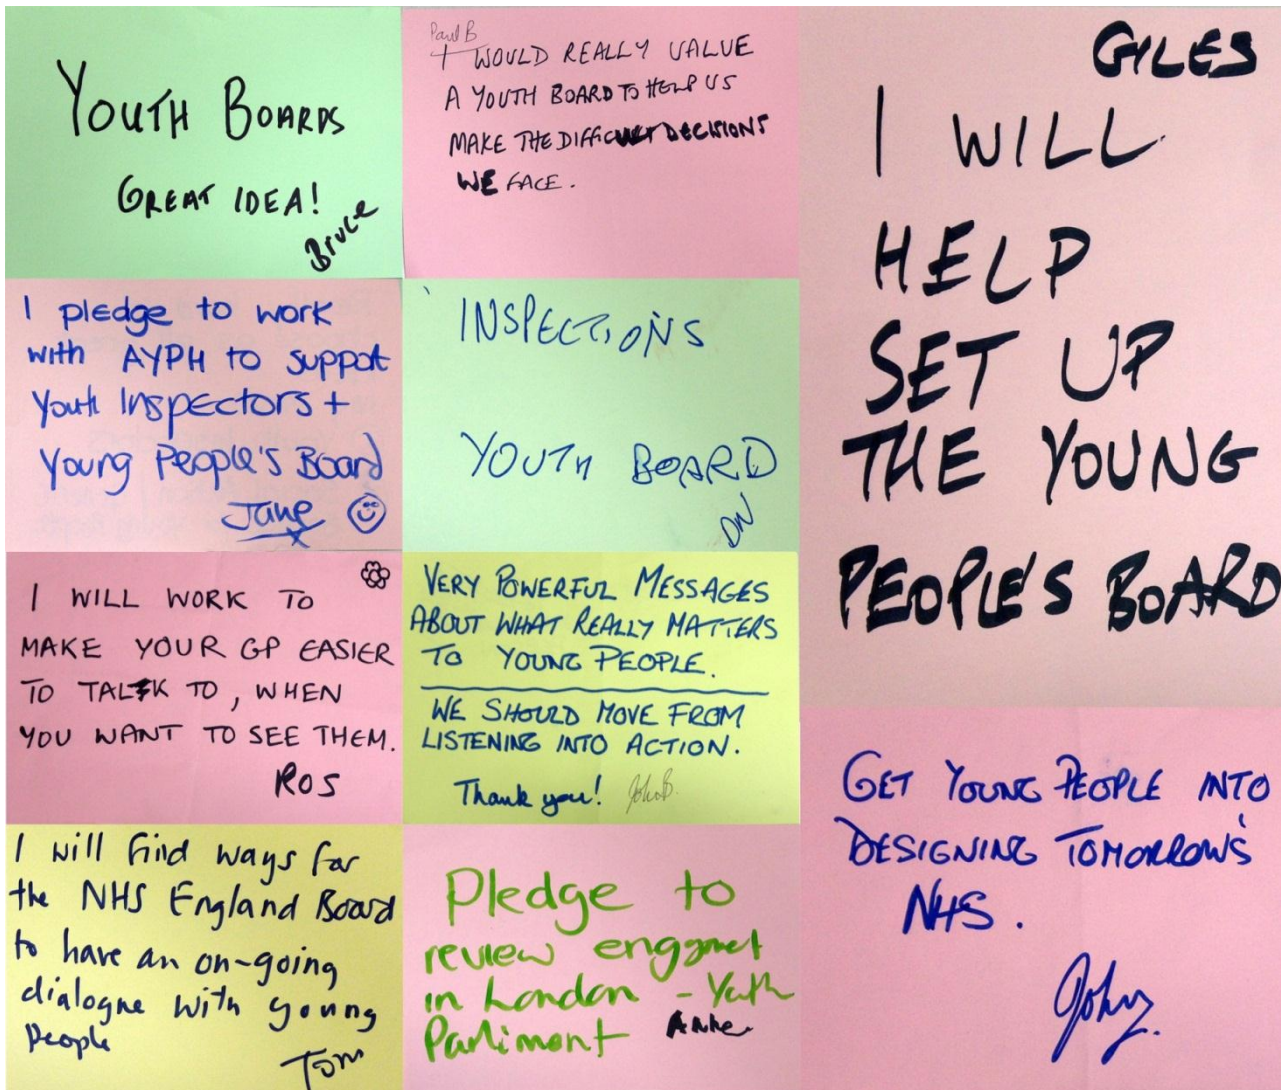 YOUTH BOARDS
GREAT IDEA!
Bruce
Paul B
I WOULD REALLY VALUE
A YOUTH BOARD TO HELP US
MAKE THE DIFFICULT DECISIONS
WE FACE.
GILES
I WILL
HELP
SET UP
THE YOUNG
PEOPLE'S BOARD
I pledge to work
with AYPH to support
Youth Inspectors +
Young People's Board
Jane
INSPECTIONS
YOUTH BOARD
DN
I WILL WORK TO
MAKE YOUR GP EASIER
TO TALK TO, WHEN
YOU WANT TO SEE THEM.
ROS
VERY POWERFUL MESSAGES
ABOUT WHAT REALLY MATTERS
TO YOUNG PEOPLE.
WE SHOULD MOVE FROM
LISTENING INTO ACTION.
Thank you! John B.
GET YOUNG PEOPLE INTO
DESIGNING TOMORROW'S
NHS.
John
I will find ways for
the NHS England Board
to have an on-going
dialogue with young
people
Tom
Pledge to
review
in London - Youth
Parliment